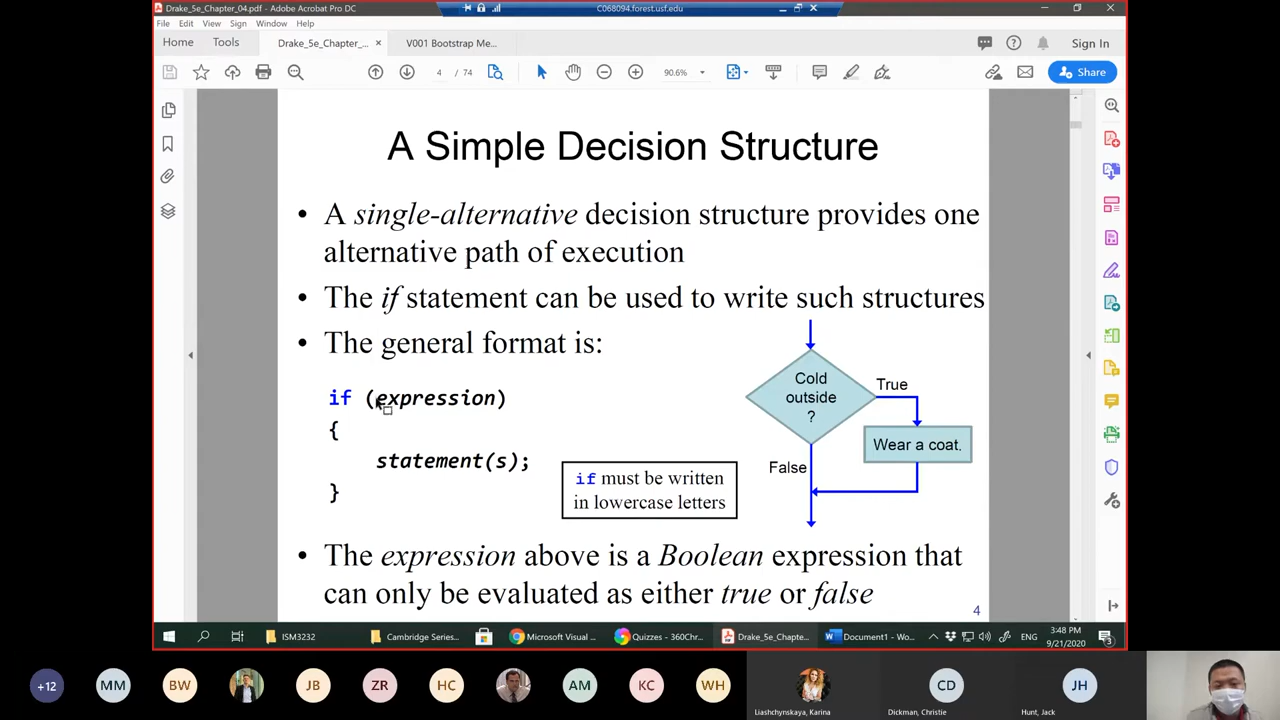 Drake_5e_Chapter_04.pdf - Adobe Acrobat Pro DC
C068094.forest.usf.edu
File Edit View Sign Window Help
Home Tools Drake_5e_Chapter_... × V001 Bootstrap Me... Sign In
4 / 74 90.6% Share
A Simple Decision Structure
• A single-alternative decision structure provides one
alternative path of execution
• The if statement can be used to write such structures
• The general format is:
if (expression)
{
statement(s);
}
if must be written
in lowercase letters
Cold
outside
?
True
Wear a coat.
False
• The expression above is a Boolean expression that
can only be evaluated as either true or false
4
ISM3232 Cambridge Series... Microsoft Visual ... Quizzes - 360Chr... Drake_5e_Chapte... Document1 - Wo... ENG
3:48 PM
9/21/2020
3
+12 MM BW JB ZR HC AM KC WH CD JH
Liashchynskaya, Karina Dickman, Christie Hunt, Jack